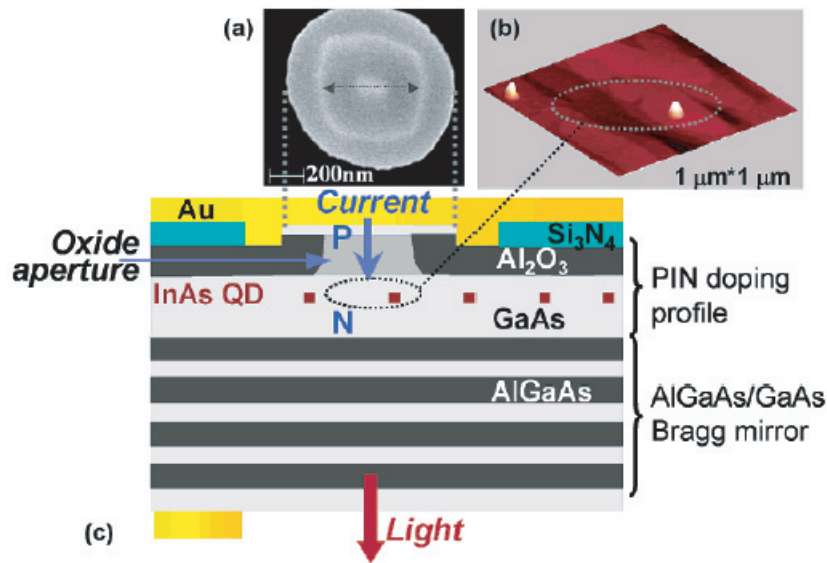 (a)
(b)
200nm
1 μm*1 μm
Au
Current
P
Si₃N₄
Oxide
aperture
Al₂O₃
InAs QD
N
GaAs
PIN doping
profile
AlGaAs
AlGaAs/GaAs
Bragg mirror
(c)
Light